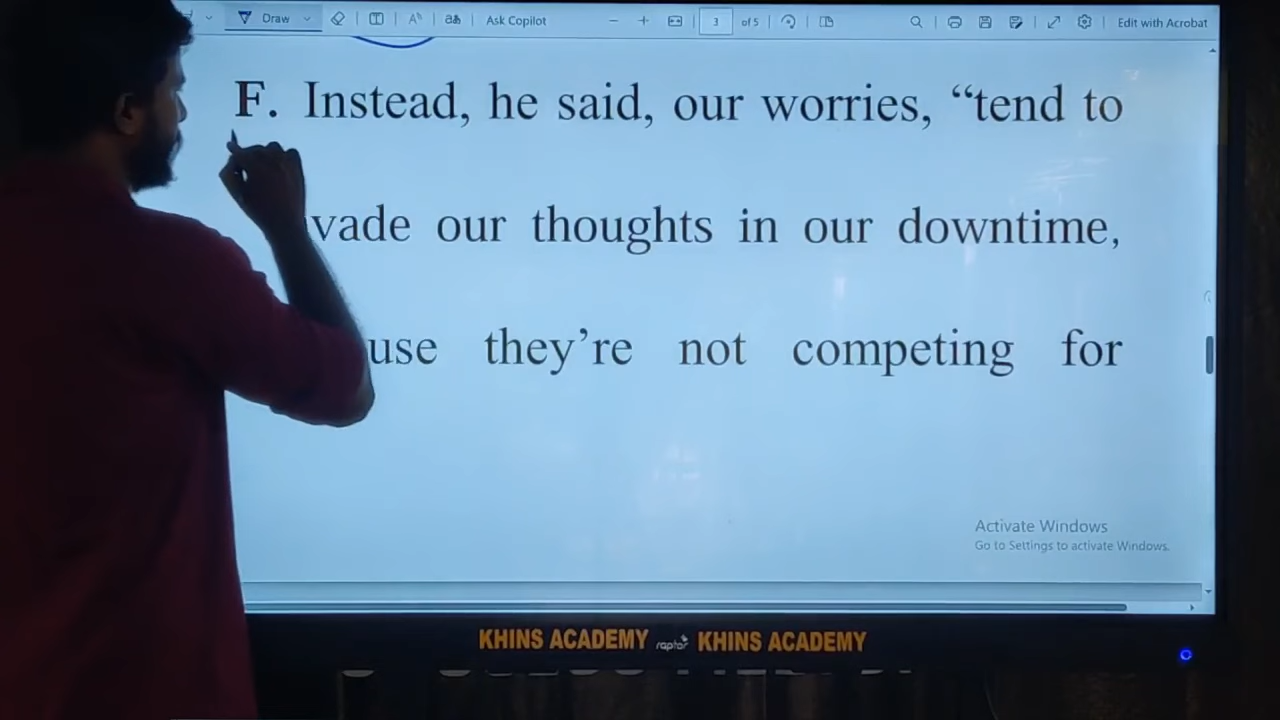 Draw
Ask Copilot
3 of 5
Edit with Acrobat
F. Instead, he said, our worries, “tend to
vade our thoughts in our downtime,
use they’re not competing for
Activate Windows
Go to Settings to activate Windows.
KHINS ACADEMY raptor KHINS ACADEMY